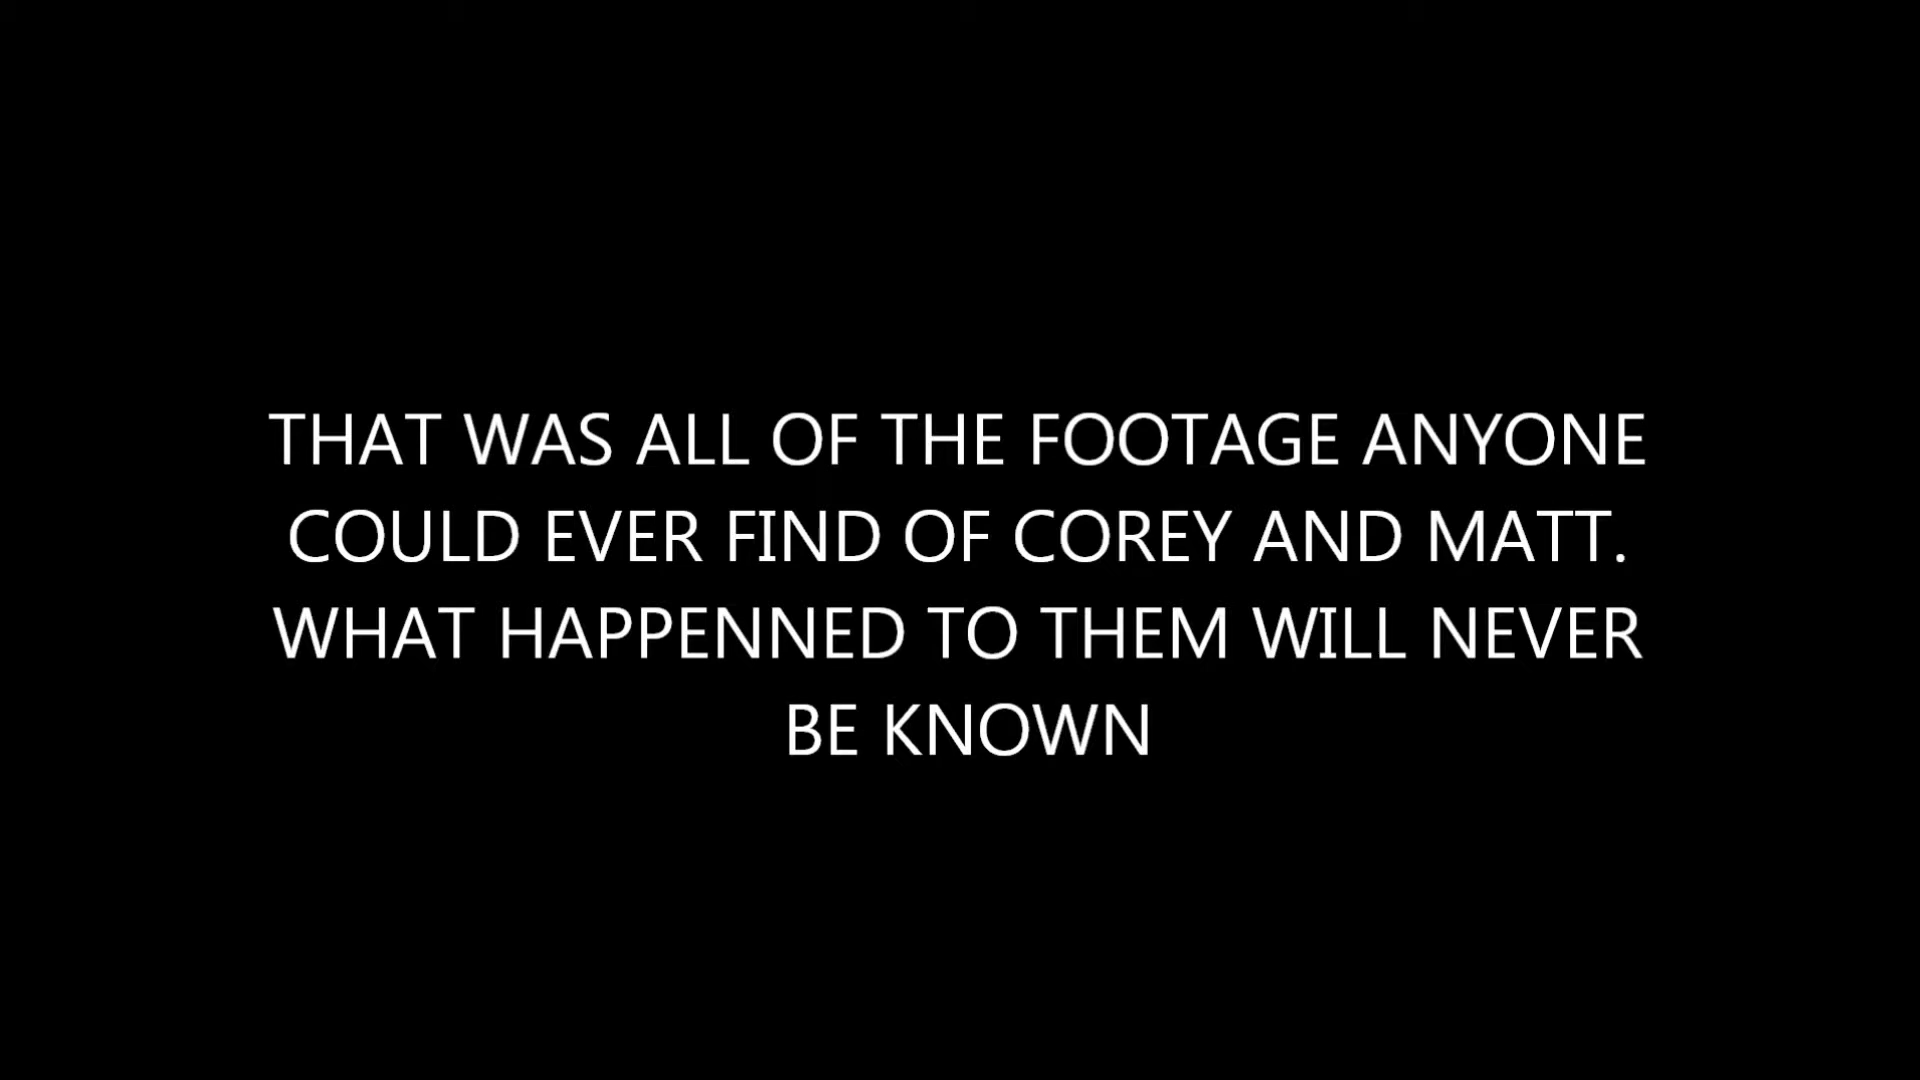 THAT WAS ALL OF THE FOOTAGE ANYONE
COULD EVER FIND OF COREY AND MATT.
WHAT HAPPENNED TO THEM WILL NEVER
BE KNOWN